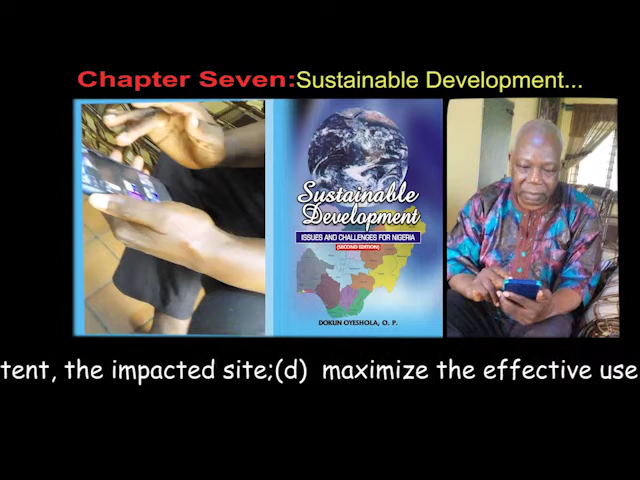 Chapter Seven:Sustainable Development...
Sustainable
Development
ISSUES AND CHALLENGES FOR NIGERIA
(SECOND EDITION)
DOKUN OYESHOLA, O. P.
tent, the impacted site;(d) maximize the effective use